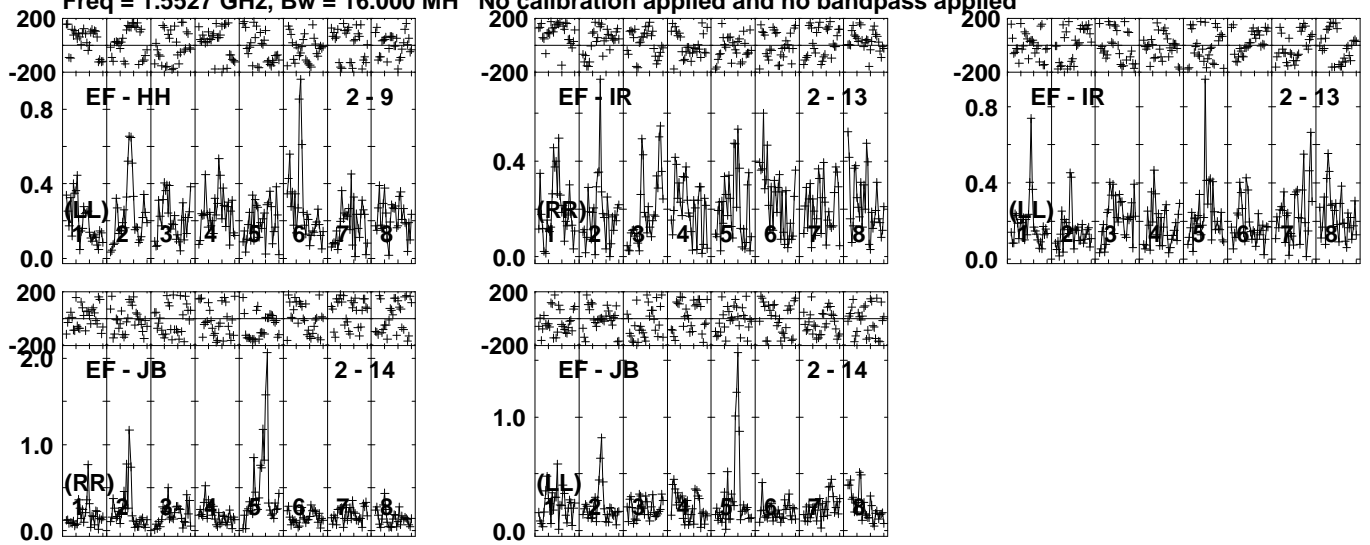 Freq = 1.5527 GHz, Bw = 16.000 MH No calibration applied and no bandpass applied
200
-200
0.8
0.4
0.0
EF - HH 2 - 9
(LL)
1 2 3 4 5 6 7 8
200
-200
0.4
0.0
EF - IR 2 - 13
(RR)
1 2 3 4 5 6 7 8
200
-200
0.8
0.4
0.0
EF - IR 2 - 13
(LL)
1 2 3 4 5 6 7 8
200
-200
2.0
1.0
0.0
EF - JB 2 - 14
(RR)
1 2 3 4 5 6 7 8
200
-200
1.0
0.0
EF - JB 2 - 14
(LL)
1 2 3 4 5 6 7 8